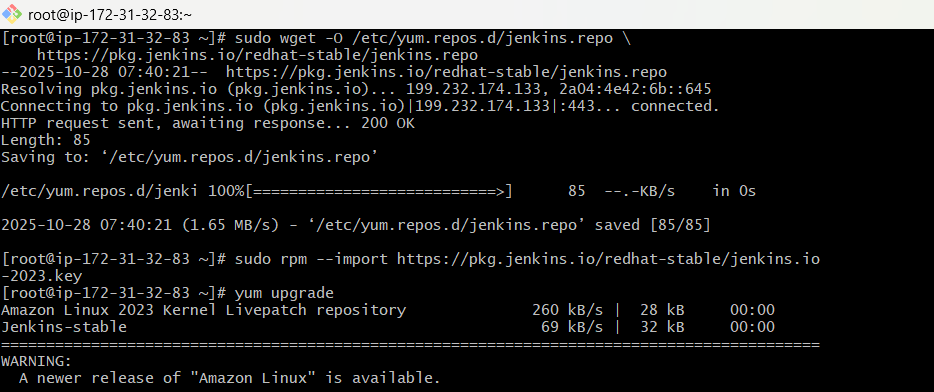 root@ip-172-31-32-83:~
[root@ip-172-31-32-83 ~]# sudo wget -O /etc/yum.repos.d/jenkins.repo \
    https://pkg.jenkins.io/redhat-stable/jenkins.repo
--2025-10-28 07:40:21--  https://pkg.jenkins.io/redhat-stable/jenkins.repo
Resolving pkg.jenkins.io (pkg.jenkins.io)... 199.232.174.133, 2a04:4e42:6b::645
Connecting to pkg.jenkins.io (pkg.jenkins.io)|199.232.174.133|:443... connected.
HTTP request sent, awaiting response... 200 OK
Length: 85
Saving to: ‘/etc/yum.repos.d/jenkins.repo’
/etc/yum.repos.d/jenki 100%[===========================>]      85  --.-KB/s    in 0s
2025-10-28 07:40:21 (1.65 MB/s) - ‘/etc/yum.repos.d/jenkins.repo’ saved [85/85]
[root@ip-172-31-32-83 ~]# sudo rpm --import https://pkg.jenkins.io/redhat-stable/jenkins.io
-2023.key
[root@ip-172-31-32-83 ~]# yum upgrade
Amazon Linux 2023 Kernel Livepatch repository              260 kB/s |  28 kB     00:00
Jenkins-stable                                              69 kB/s |  32 kB     00:00
===========================================================================================
WARNING:
  A newer release of "Amazon Linux" is available.